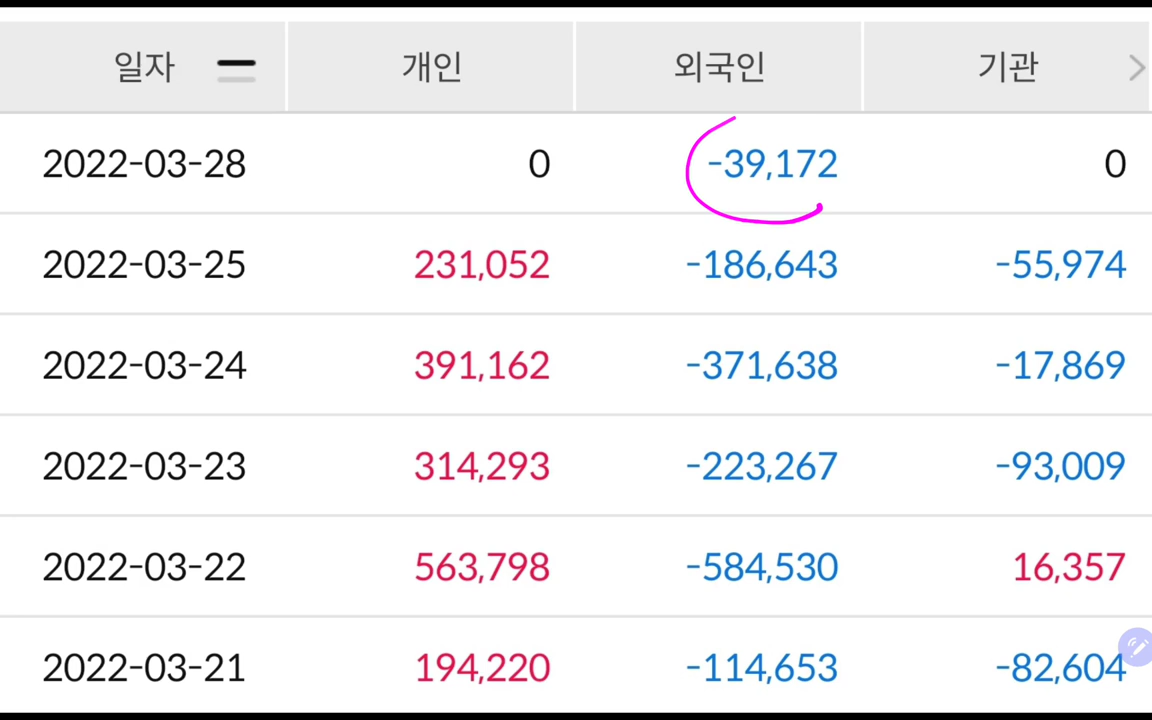 일자 개인 외국인 기관
2022-03-28 0 -39,172 0
2022-03-25 231,052 -186,643 -55,974
2022-03-24 391,162 -371,638 -17,869
2022-03-23 314,293 -223,267 -93,009
2022-03-22 563,798 -584,530 16,357
2022-03-21 194,220 -114,653 -82,604